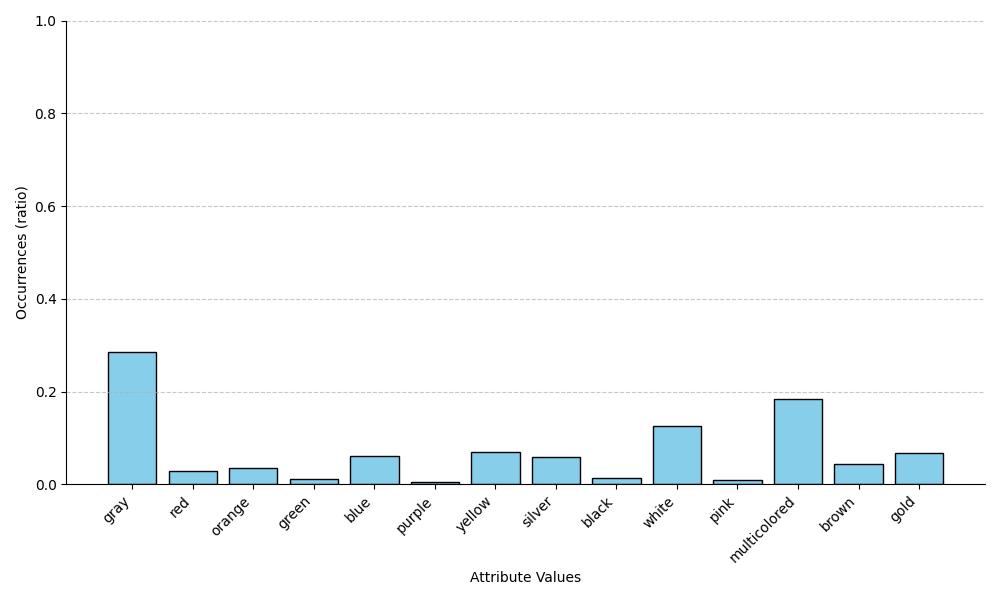 1.0
0.8
0.6
0.4
0.2
0.0
Occurrences (ratio)
gray
red
orange
green
blue
purple
yellow
silver
black
white
pink
multicolored
brown
gold
Attribute Values